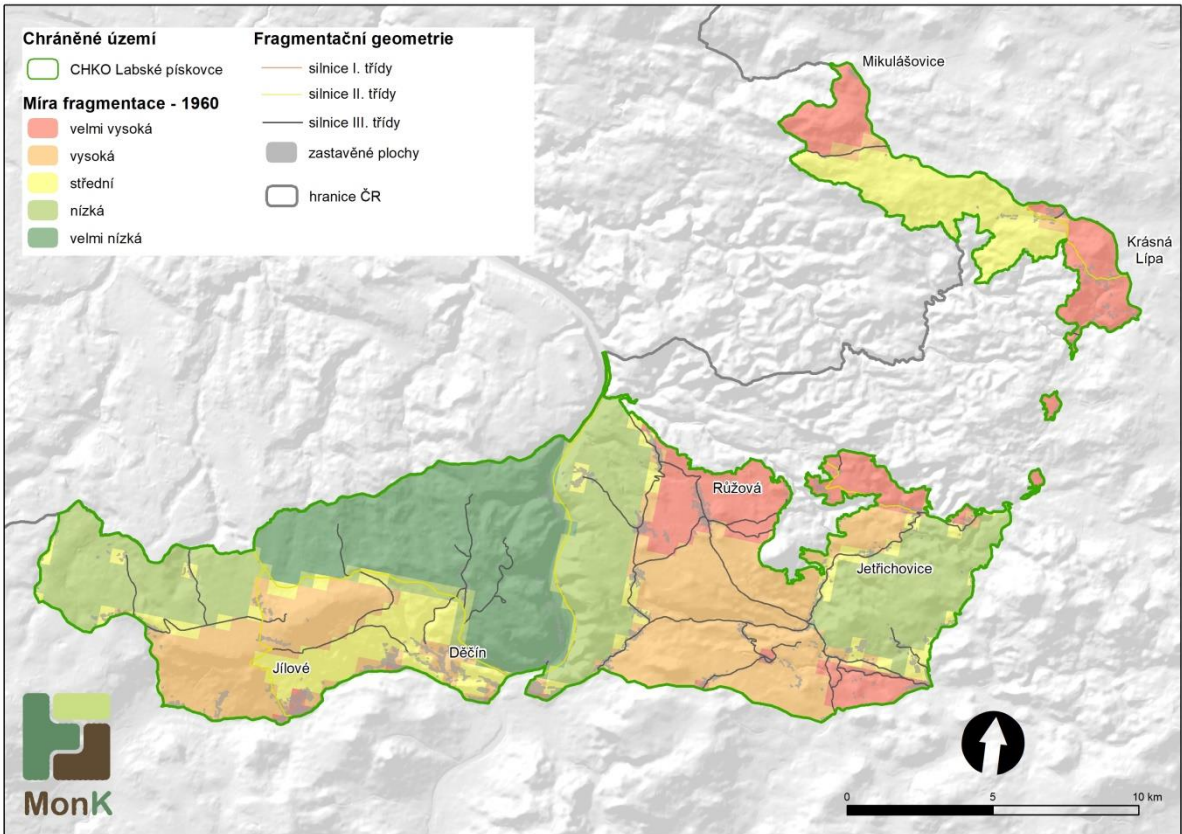 Chráněné území
CHKO Labské pískovce
Míra fragmentace - 1960
velmi vysoká
vysoká
střední
nízká
velmi nízká
Fragmentační geometrie
silnice I. třídy
silnice II. třídy
silnice III. třídy
zastavěné plochy
hranice ČR
Mikulášovice
Krásná
Lípa
Růžová
Jetřichovice
Děčín
Jílové
MonK
0 5 10 km